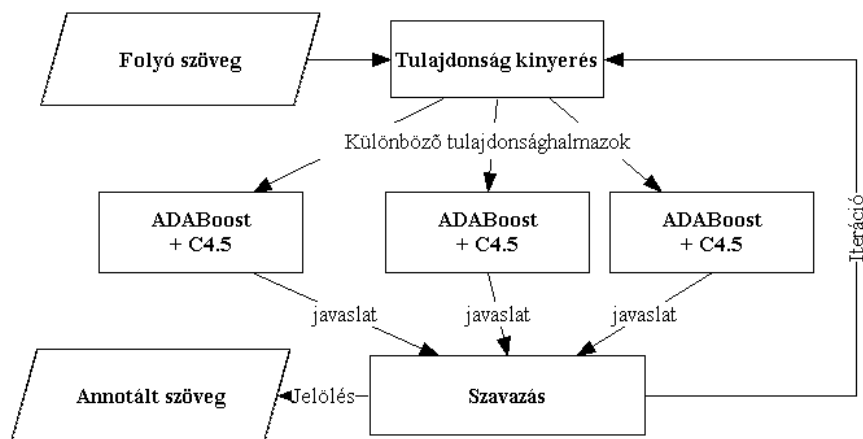 Folyó szöveg
Tulajdonság kinyerés
Különböző tulajdonsághalmazok
ADABoost
+ C4.5
ADABoost
+ C4.5
ADABoost
+ C4.5
Iteráció
javaslat
javaslat
javaslat
Annotált szöveg
Jelölés
Szavazás